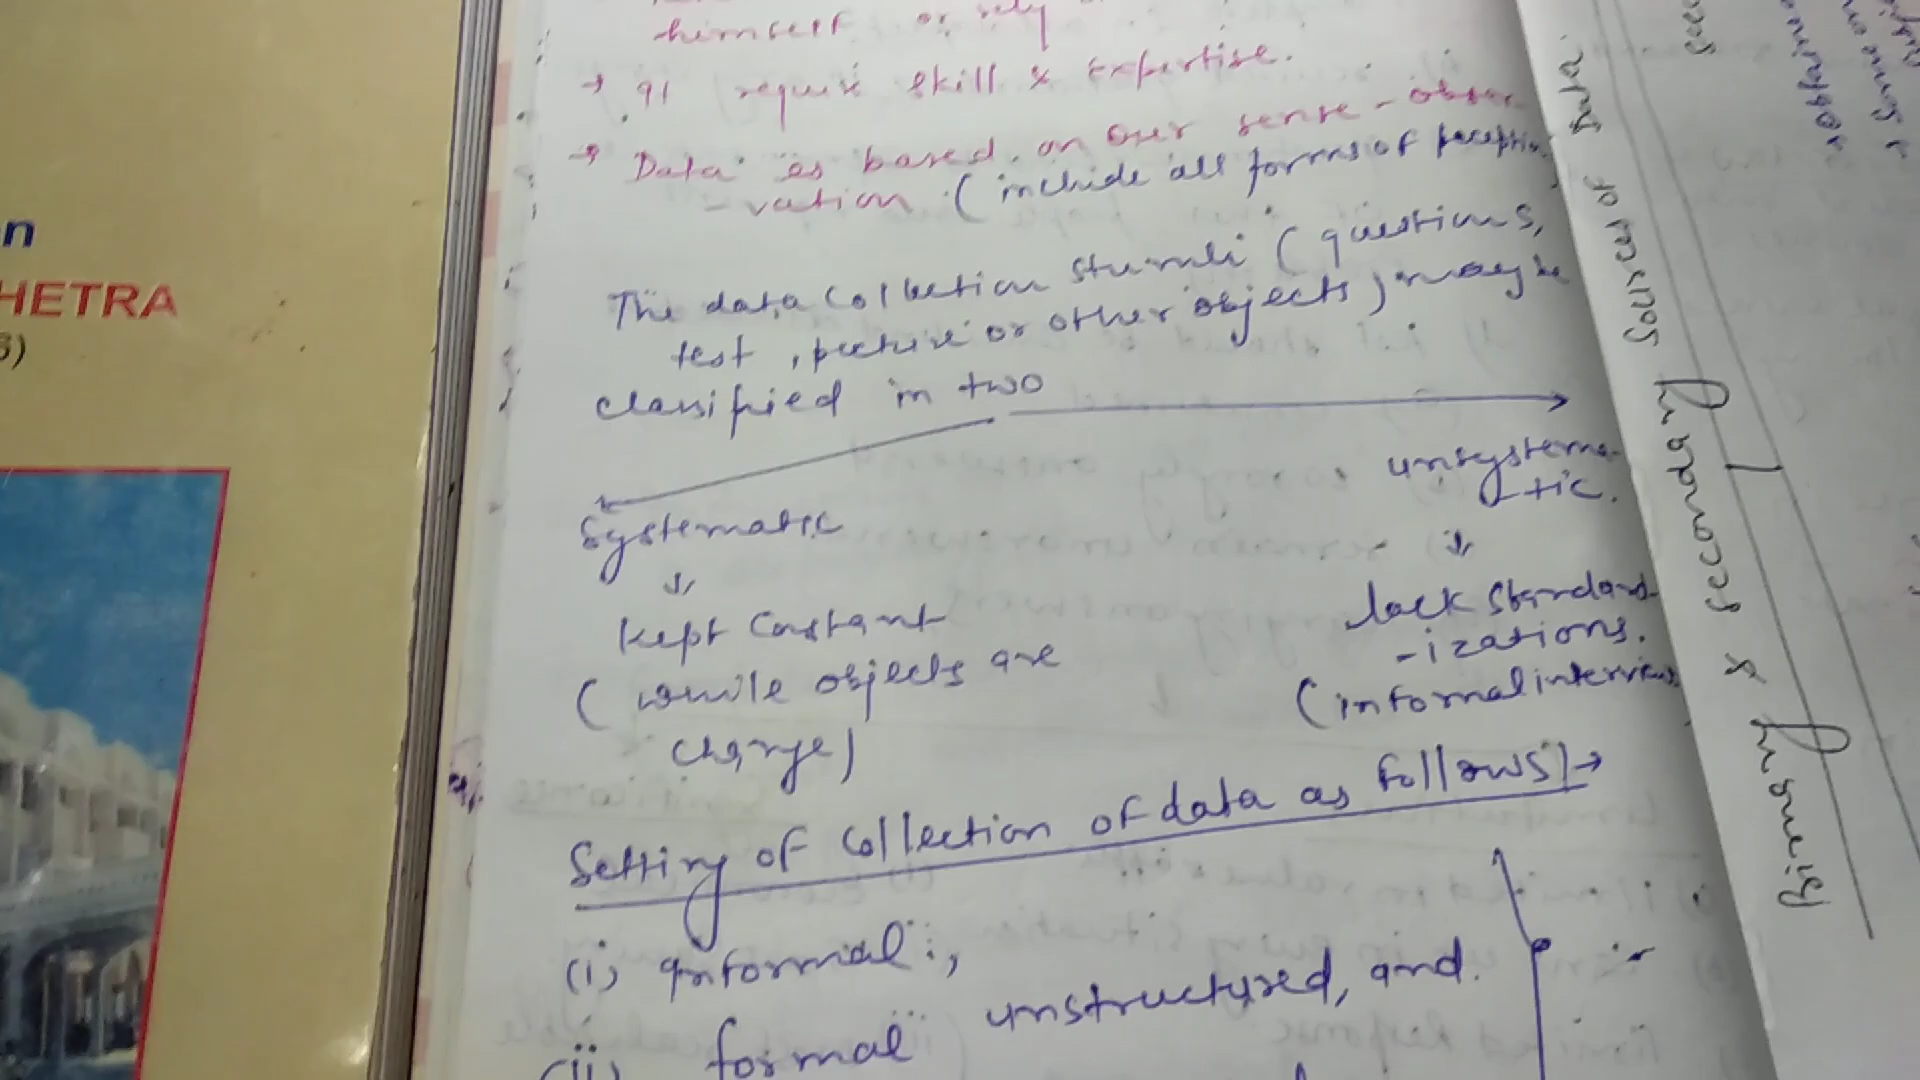 himself or rely
→ It require skill & Expertise.
→ Data is based on our sense - obser
- vation (include all forms of perception
The data collection stimuli (questions,
test, picture or other objects) may be
classified in two
Systematic
unsystema-
tic.
kept constant
(while objects are
change)
lack standard-
- izations.
(informal interviews
Setting of collection of data as follows) →
(i) informal ;,
(ii) formal unstructured, and.
n
HETRA
Primary & secondary sources of